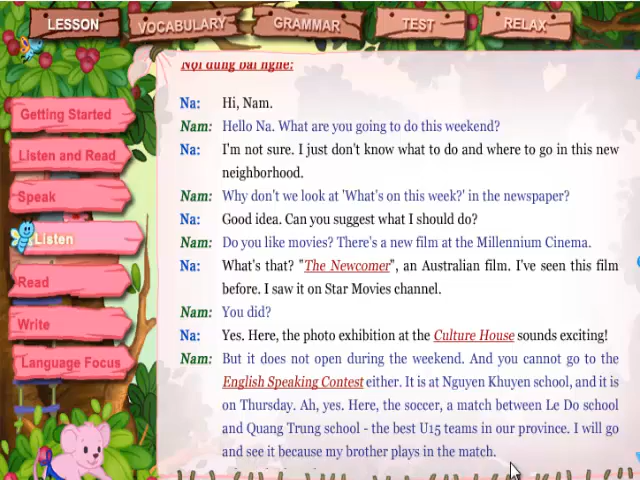 LESSON
VOCABULARY
GRAMMAR
TEST
RELAX
Getting Started
Listen and Read
Speak
Listen
Read
Write
Language Focus
Nội dung bài nghe:
Na: Hi, Nam.
Nam: Hello Na. What are you going to do this weekend?
Na: I'm not sure. I just don't know what to do and where to go in this new
neighborhood.
Nam: Why don't we look at 'What's on this week?' in the newspaper?
Na: Good idea. Can you suggest what I should do?
Nam: Do you like movies? There's a new film at the Millennium Cinema.
Na: What's that? "The Newcomer", an Australian film. I've seen this film
before. I saw it on Star Movies channel.
Nam: You did?
Na: Yes. Here, the photo exhibition at the Culture House sounds exciting!
Nam: But it does not open during the weekend. And you cannot go to the
English Speaking Contest either. It is at Nguyen Khuyen school, and it is
on Thursday. Ah, yes. Here, the soccer, a match between Le Do school
and Quang Trung school - the best U15 teams in our province. I will go
and see it because my brother plays in the match.